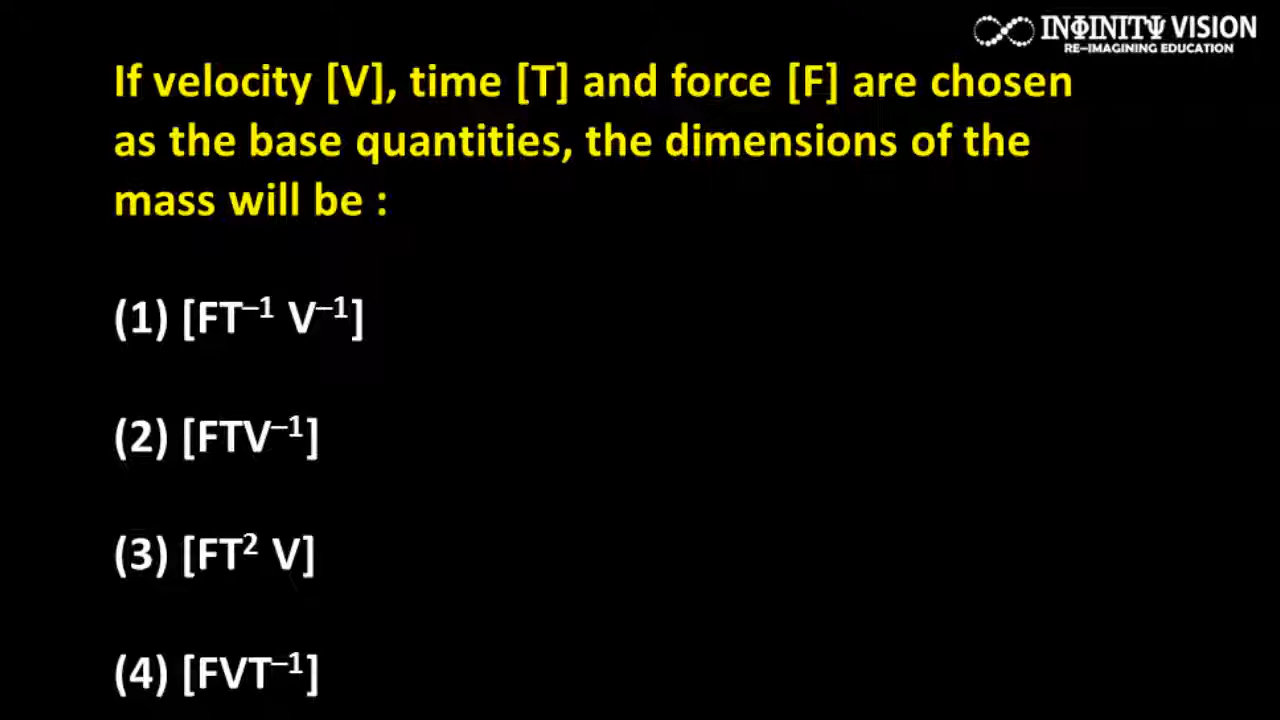 INΦINITΨ VISION
RE-IMAGINING EDUCATION
If velocity [V], time [T] and force [F] are chosen
as the base quantities, the dimensions of the
mass will be :
(1) [FT⁻¹ V⁻¹]
(2) [FTV⁻¹]
(3) [FT² V]
(4) [FVT⁻¹]